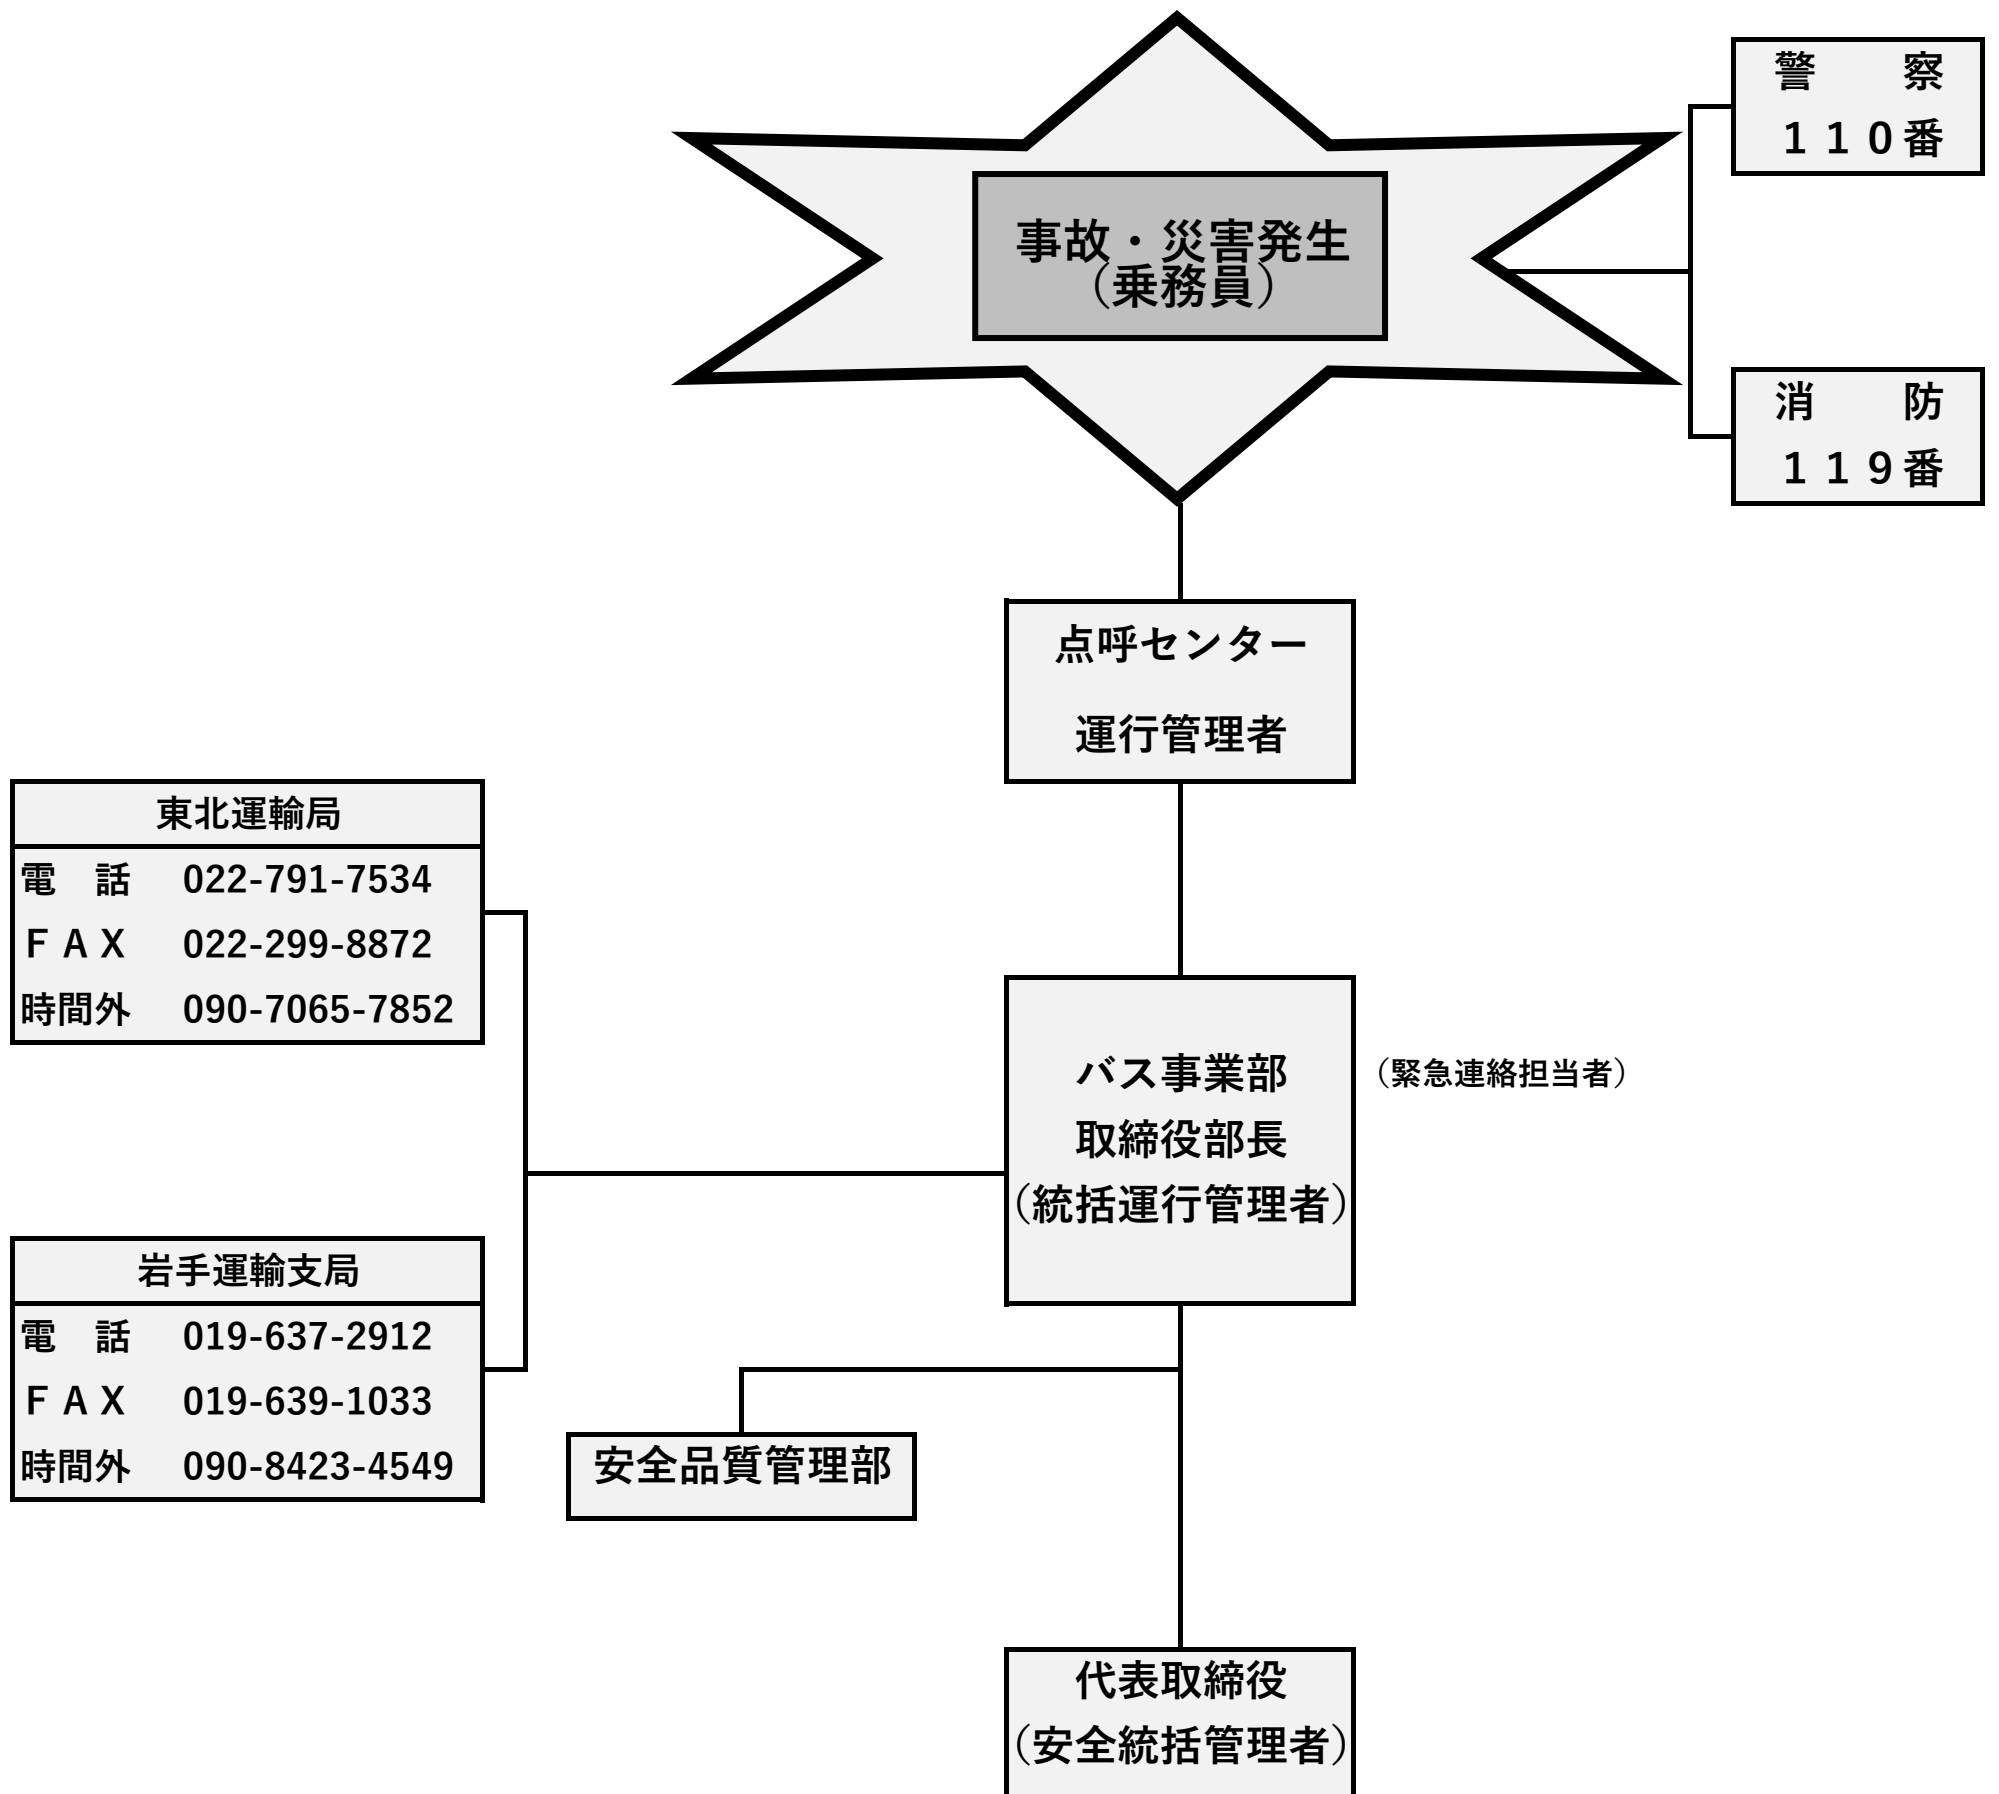 事故・災害発生
（乗務員）
警　　察
１１０番
消　　防
１１９番
点呼センター
運行管理者
東北運輸局
電　話　022-791-7534
ＦＡＸ　022-299-8872
時間外　090-7065-7852
バス事業部
取締役部長
（統括運行管理者）
（緊急連絡担当者）
岩手運輸支局
電　話　019-637-2912
ＦＡＸ　019-639-1033
時間外　090-8423-4549
安全品質管理部
代表取締役
（安全統括管理者）